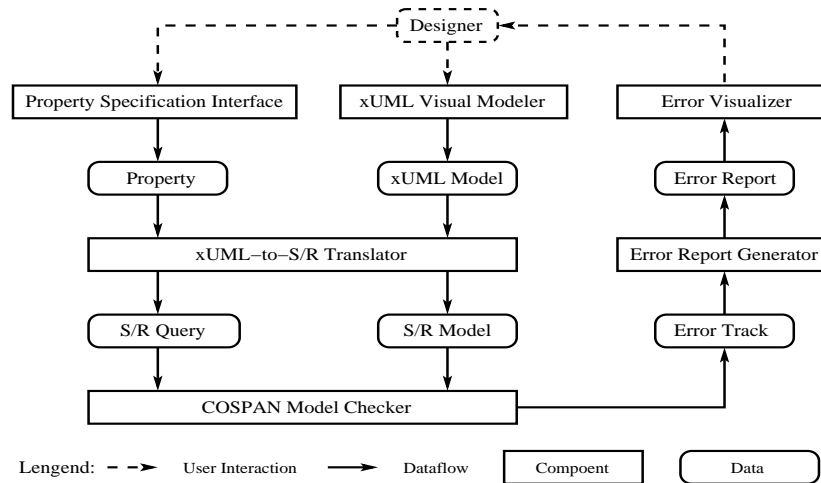 Designer
Property Specification Interface
xUML Visual Modeler
Error Visualizer
Property
xUML Model
Error Report
xUML−to−S/R Translator
Error Report Generator
S/R Query
S/R Model
Error Track
COSPAN Model Checker
Lengend: User Interaction Dataflow Compoent Data